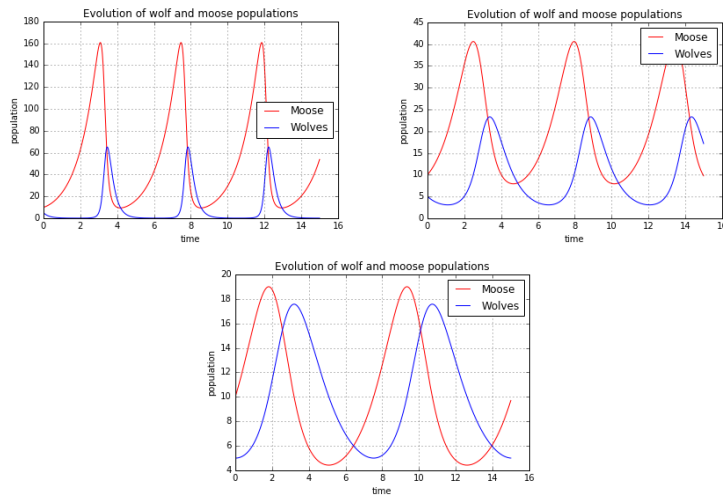 Evolution of wolf and moose populations
180
160
140
120
100
80
60
40
20
0
population
Moose
Wolves
0 2 4 6 8 10 12 14 16
time
Evolution of wolf and moose populations
45
40
35
30
25
20
15
10
5
0
population
Moose
Wolves
0 2 4 6 8 10 12 14 16
time
Evolution of wolf and moose populations
20
18
16
14
12
10
8
6
4
population
Moose
Wolves
0 2 4 6 8 10 12 14 16
time